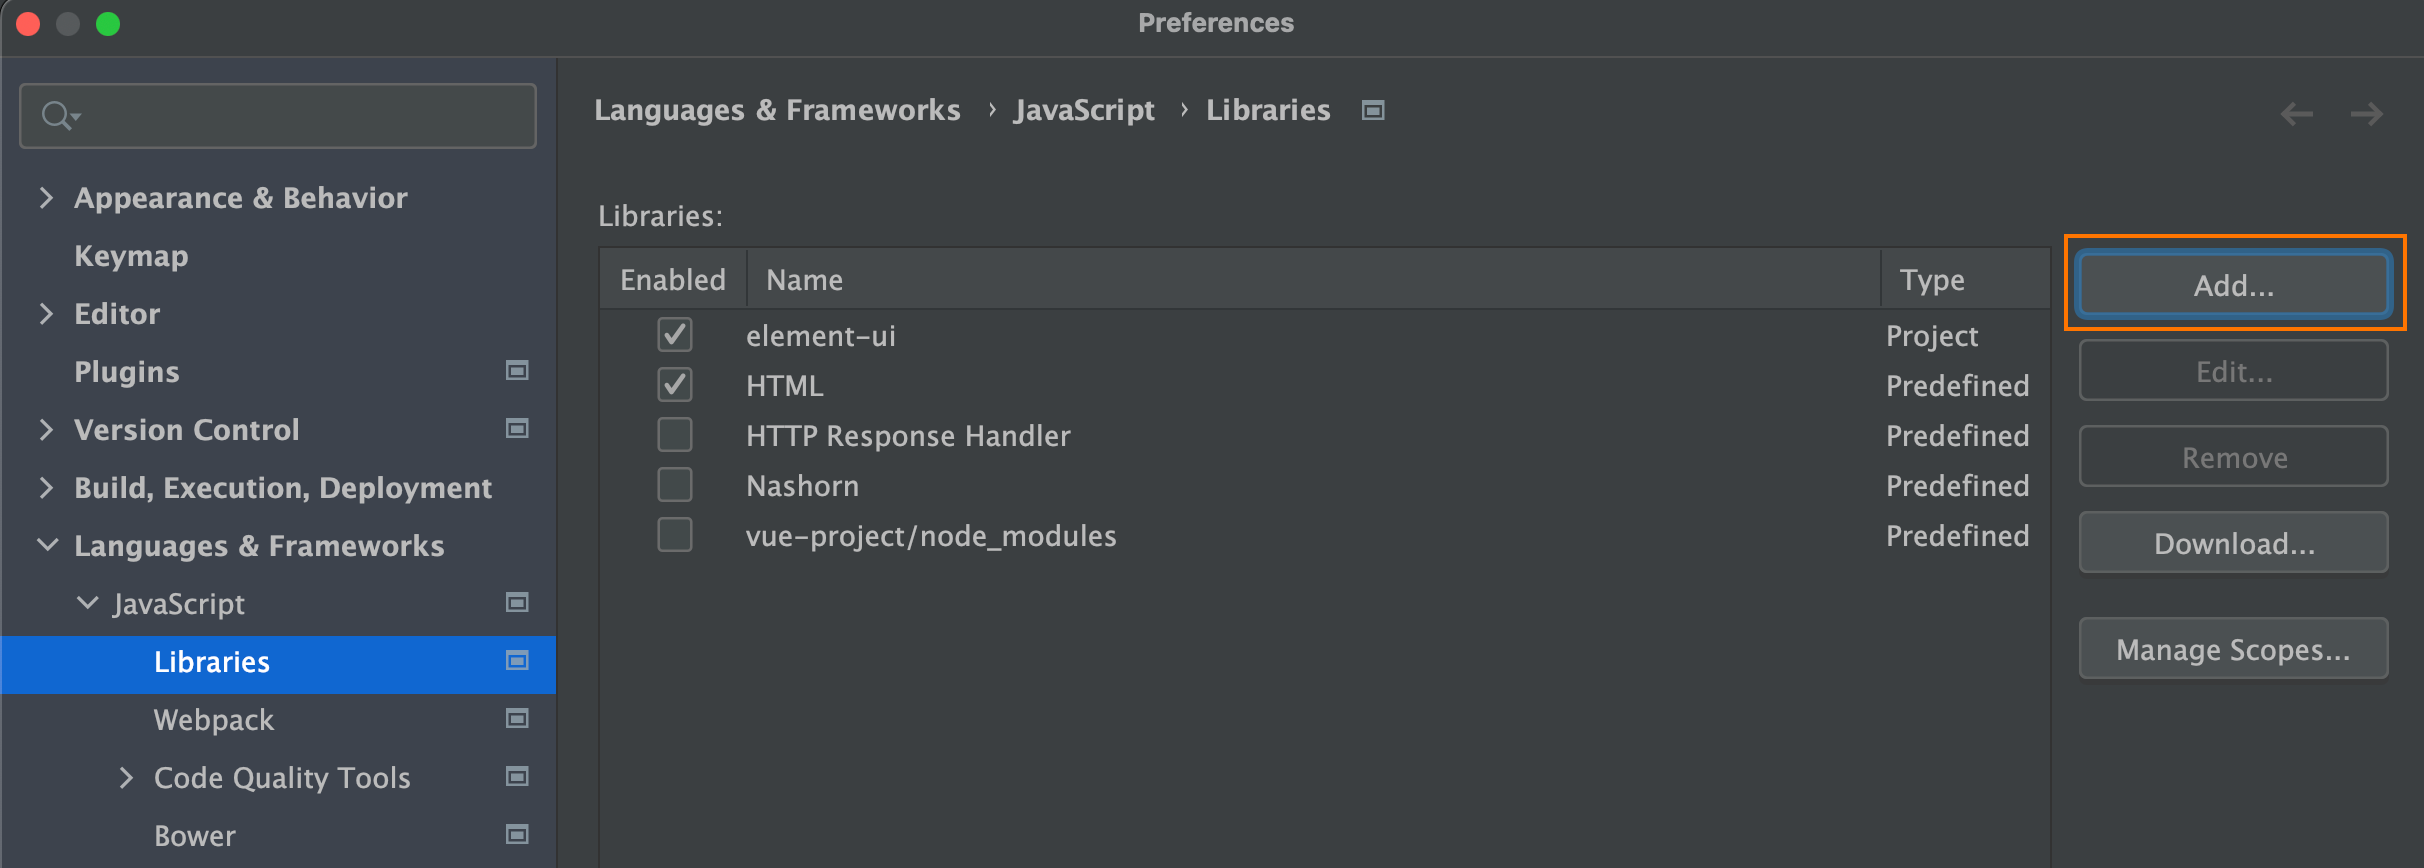 Preferences
Languages & Frameworks › JavaScript › Libraries
Appearance & Behavior
Keymap
Editor
Plugins
Version Control
Build, Execution, Deployment
Languages & Frameworks
JavaScript
Libraries
Webpack
Code Quality Tools
Bower
Libraries:
Enabled Name Type
element-ui Project
HTML Predefined
HTTP Response Handler Predefined
Nashorn Predefined
vue-project/node_modules Predefined
Add...
Edit...
Remove
Download...
Manage Scopes...